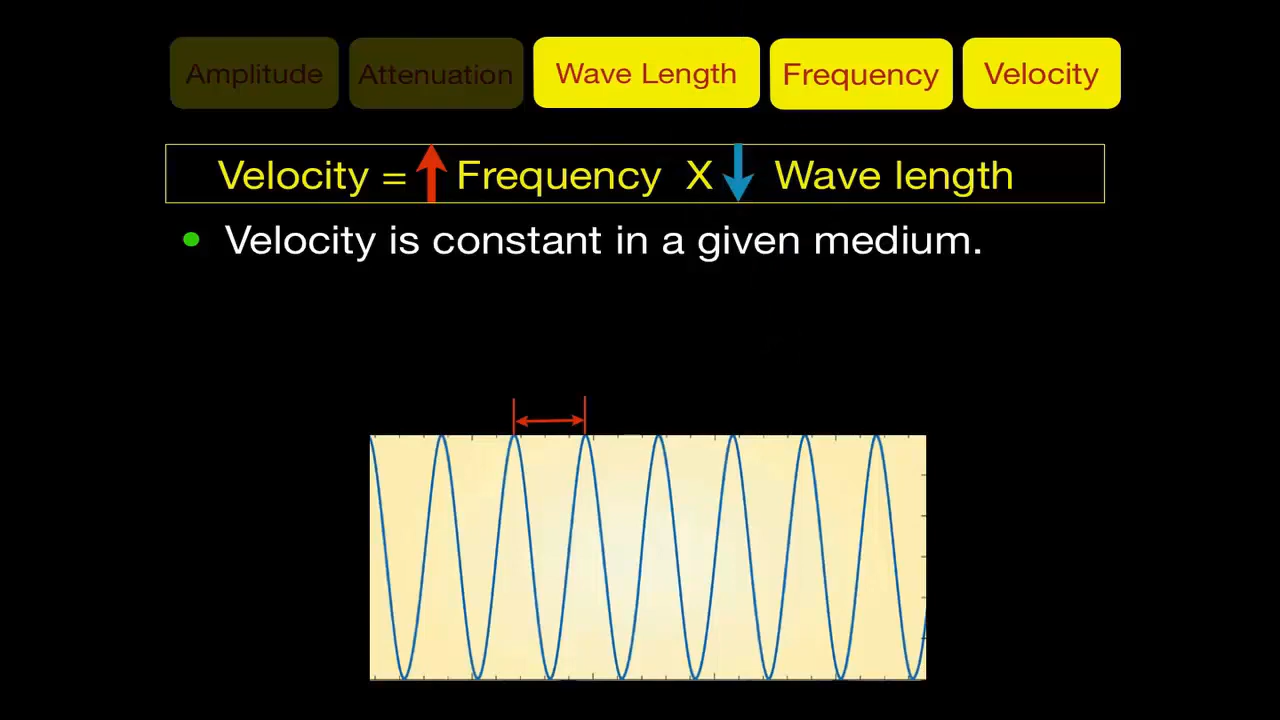 Amplitude Attenuation Wave Length Frequency Velocity
Velocity = Frequency X Wave length
• Velocity is constant in a given medium.